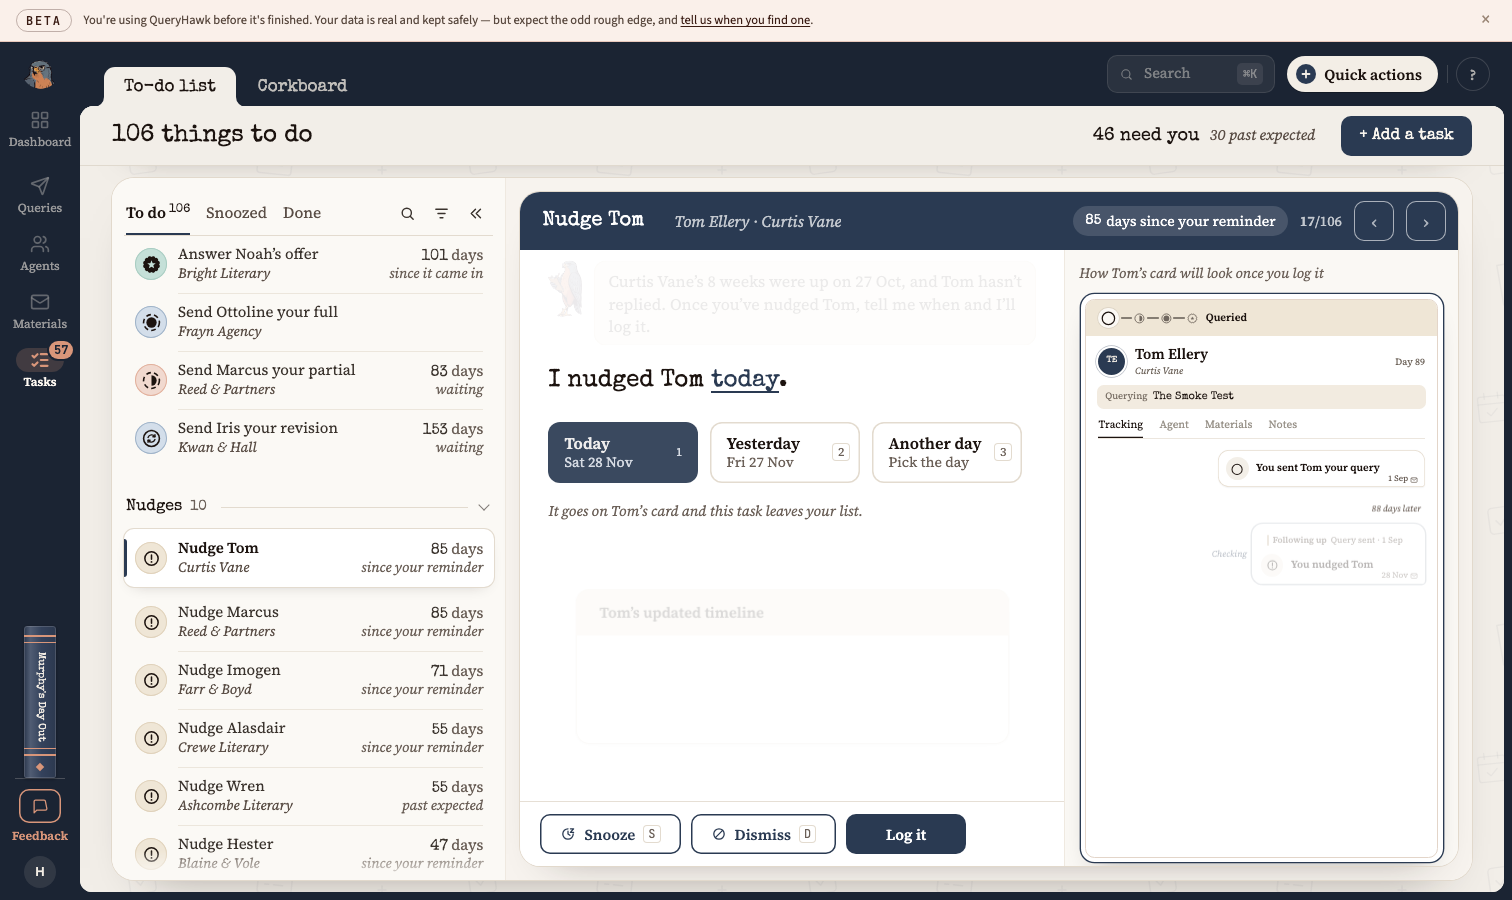 BETA
You're using QueryHawk before it's finished. Your data is real and kept safely — but expect the odd rough edge, and tell us when you find one.
×
To-do list
Corkboard
Search
⌘K
+ Quick actions
?
Dashboard
Queries
Agents
Materials
57
Tasks
Murphy's Day Out
Feedback
H
106 things to do
46 need you
30 past expected
+ Add a task
To do 106
Snoozed
Done
Answer Noah's offer
101 days
Bright Literary
since it came in
Send Ottoline your full
Frayn Agency
Send Marcus your partial
83 days
Reed & Partners
waiting
Send Iris your revision
153 days
Kwan & Hall
waiting
Nudges 10
Nudge Tom
85 days
Curtis Vane
since your reminder
Nudge Marcus
85 days
Reed & Partners
since your reminder
Nudge Imogen
71 days
Farr & Boyd
since your reminder
Nudge Alasdair
55 days
Crewe Literary
since your reminder
Nudge Wren
55 days
Ashcombe Literary
past expected
Nudge Hester
47 days
Blaine & Vole
since your reminder
Nudge Tom
Tom Ellery · Curtis Vane
85 days since your reminder
17/106
‹
›
Curtis Vane's 8 weeks were up on 27 Oct, and Tom hasn't
replied. Once you've nudged Tom, tell me when and I'll
log it.
I nudged Tom today.
Today
Sat 28 Nov
1
Yesterday
Fri 27 Nov
2
Another day
Pick the day
3
It goes on Tom's card and this task leaves your list.
Tom's updated timeline
Snooze S
Dismiss D
Log it
How Tom's card will look once you log it
Queried
TE
Tom Ellery
Curtis Vane
Day 89
Querying The Smoke Test
Tracking
Agent
Materials
Notes
You sent Tom your query
1 Sep
88 days later
Checking
Following up Query sent · 1 Sep
You nudged Tom
28 Nov